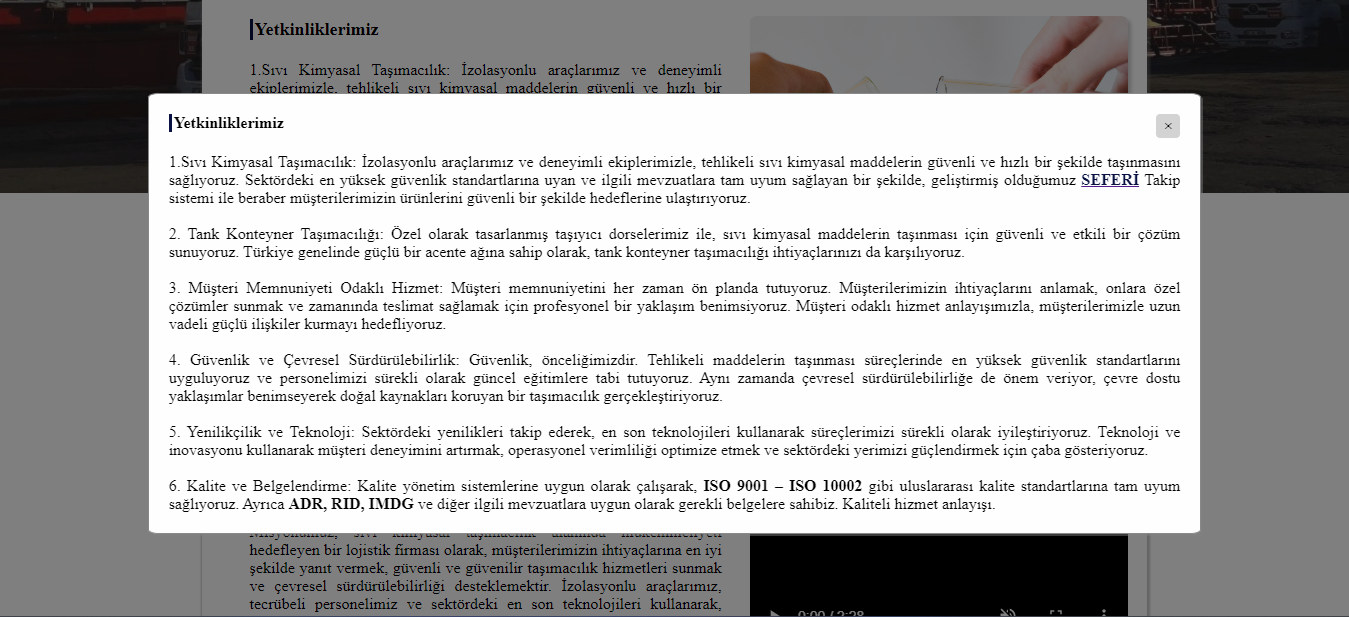 Yetkinliklerimiz
1.Sıvı Kimyasal Taşımacılık: İzolasyonlu araçlarımız ve deneyimli
ekiplerimizle, tehlikeli sıvı kimyasal maddelerin güvenli ve hızlı bir
Yetkinliklerimiz
×
1.Sıvı Kimyasal Taşımacılık: İzolasyonlu araçlarımız ve deneyimli ekiplerimizle, tehlikeli sıvı kimyasal maddelerin güvenli ve hızlı bir şekilde taşınmasını
sağlıyoruz. Sektördeki en yüksek güvenlik standartlarına uyan ve ilgili mevzuatlara tam uyum sağlayan bir şekilde, geliştirmiş olduğumuz SEFERİ Takip
sistemi ile beraber müşterilerimizin ürünlerini güvenli bir şekilde hedeflerine ulaştırıyoruz.
2. Tank Konteyner Taşımacılığı: Özel olarak tasarlanmış taşıyıcı dorselerimiz ile, sıvı kimyasal maddelerin taşınması için güvenli ve etkili bir çözüm
sunuyoruz. Türkiye genelinde güçlü bir acente ağına sahip olarak, tank konteyner taşımacılığı ihtiyaçlarınızı da karşılıyoruz.
3. Müşteri Memnuniyeti Odaklı Hizmet: Müşteri memnuniyetini her zaman ön planda tutuyoruz. Müşterilerimizin ihtiyaçlarını anlamak, onlara özel
çözümler sunmak ve zamanında teslimat sağlamak için profesyonel bir yaklaşım benimsiyoruz. Müşteri odaklı hizmet anlayışımızla, müşterilerimizle uzun
vadeli güçlü ilişkiler kurmayı hedefliyoruz.
4. Güvenlik ve Çevresel Sürdürülebilirlik: Güvenlik, önceliğimizdir. Tehlikeli maddelerin taşınması süreçlerinde en yüksek güvenlik standartlarını
uyguluyoruz ve personelimizi sürekli olarak güncel eğitimlere tabi tutuyoruz. Aynı zamanda çevresel sürdürülebilirliğe de önem veriyor, çevre dostu
yaklaşımlar benimseyerek doğal kaynakları koruyan bir taşımacılık gerçekleştiriyoruz.
5. Yenilikçilik ve Teknoloji: Sektördeki yenilikleri takip ederek, en son teknolojileri kullanarak süreçlerimizi sürekli olarak iyileştiriyoruz. Teknoloji ve
inovasyonu kullanarak müşteri deneyimini artırmak, operasyonel verimliliği optimize etmek ve sektördeki yerimizi güçlendirmek için çaba gösteriyoruz.
6. Kalite ve Belgelendirme: Kalite yönetim sistemlerine uygun olarak çalışarak, ISO 9001 – ISO 10002 gibi uluslararası kalite standartlarına tam uyum
sağlıyoruz. Ayrıca ADR, RID, IMDG ve diğer ilgili mevzuatlara uygun olarak gerekli belgelere sahibiz. Kaliteli hizmet anlayışı.
hedefleyen bir lojistik firması olarak, müşterilerimizin ihtiyaçlarına en iyi
şekilde yanıt vermek, güvenli ve güvenilir taşımacılık hizmetleri sunmak
ve çevresel sürdürülebilirliği desteklemektir. İzolasyonlu araçlarımız,
tecrübeli personelimiz ve sektördeki en son teknolojileri kullanarak,
0:00 / 2:28